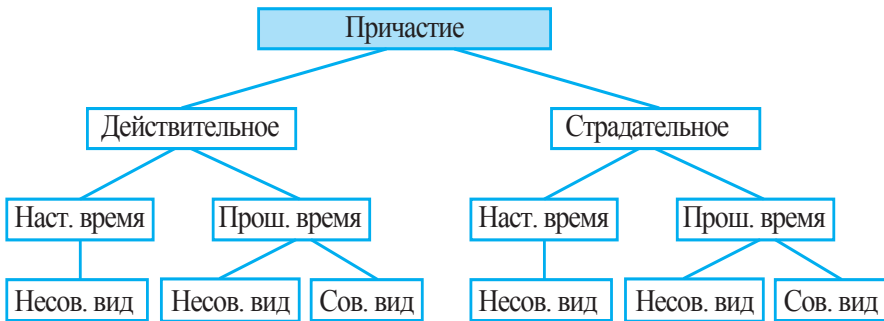 Причастие
Действительное Страдательное
Наст. время Прош. время Наст. время Прош. время
Несов. вид Несов. вид Сов. вид Несов. вид Несов. вид Сов. вид